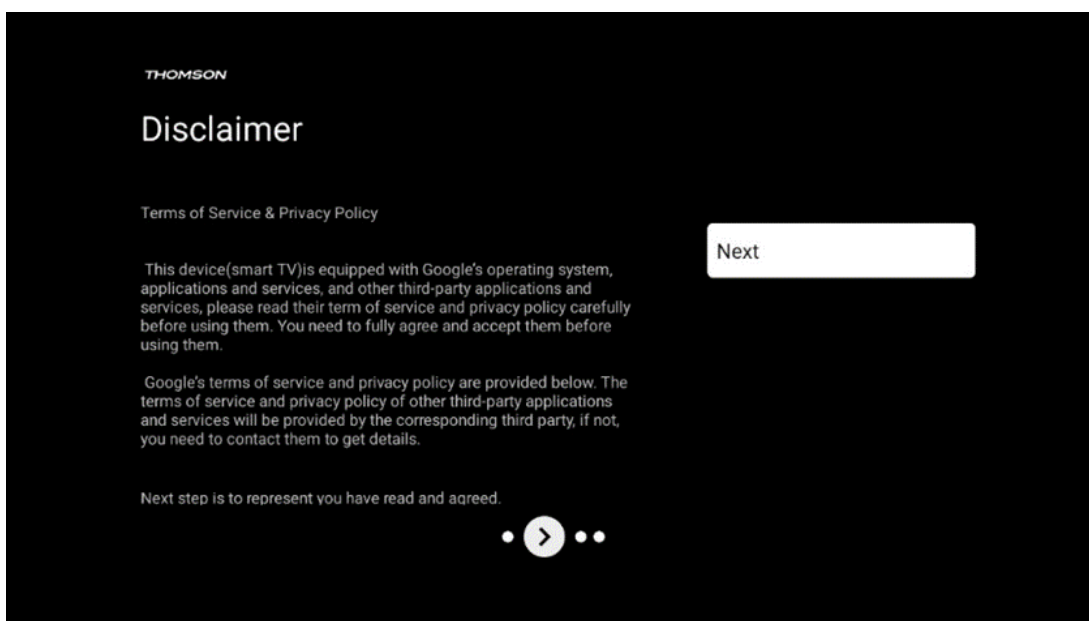 THOMSON
Disclaimer
Terms of Service & Privacy Policy
This device(smart TV)is equipped with Google's operating system,
applications and services, and other third-party applications and
services, please read their term of service and privacy policy carefully
before using them. You need to fully agree and accept them before
using them.
Google's terms of service and privacy policy are provided below. The
terms of service and privacy policy of other third-party applications
and services will be provided by the corresponding third party, if not,
you need to contact them to get details.
Next step is to represent you have read and agreed.
Next